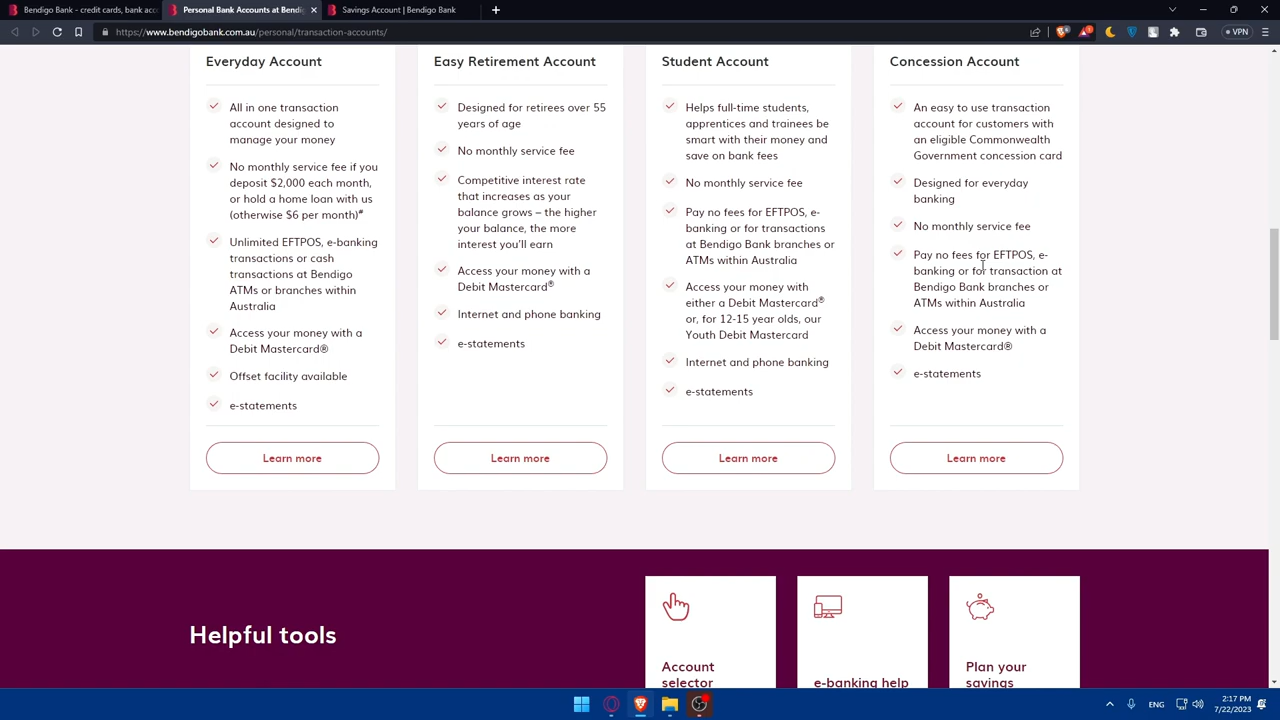 Bendigo Bank - credit cards, bank acco
Personal Bank Accounts at Bendig
Savings Account | Bendigo Bank
https://www.bendigobank.com.au/personal/transaction-accounts/
VPN
Everyday Account
All in one transaction
account designed to
manage your money
No monthly service fee if you
deposit $2,000 each month,
or hold a home loan with us
(otherwise $6 per month)#
Unlimited EFTPOS, e-banking
transactions or cash
transactions at Bendigo
ATMs or branches within
Australia
Access your money with a
Debit Mastercard®
Offset facility available
e-statements
Learn more
Easy Retirement Account
Designed for retirees over 55
years of age
No monthly service fee
Competitive interest rate
that increases as your
balance grows – the higher
your balance, the more
interest you'll earn
Access your money with a
Debit Mastercard®
Internet and phone banking
e-statements
Learn more
Student Account
Helps full-time students,
apprentices and trainees be
smart with their money and
save on bank fees
No monthly service fee
Pay no fees for EFTPOS, e-
banking or for transactions
at Bendigo Bank branches or
ATMs within Australia
Access your money with
either a Debit Mastercard®
or, for 12-15 year olds, our
Youth Debit Mastercard
Internet and phone banking
e-statements
Learn more
Concession Account
An easy to use transaction
account for customers with
an eligible Commonwealth
Government concession card
Designed for everyday
banking
No monthly service fee
Pay no fees for EFTPOS, e-
banking or for transaction at
Bendigo Bank branches or
ATMs within Australia
Access your money with a
Debit Mastercard®
e-statements
Learn more
Helpful tools
Account
selector
e-banking help
Plan your
savings
ENG
2:17 PM
7/22/2023